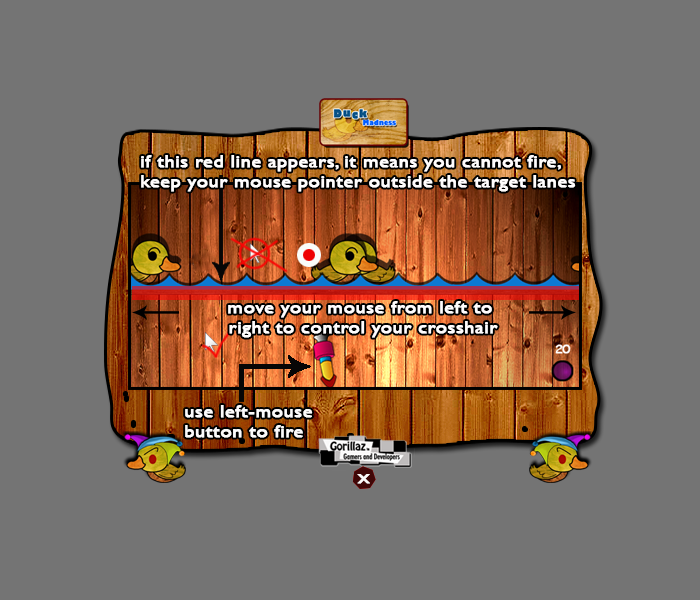 Duck
Madness
if this red line appears, it means you cannot fire,
keep your mouse pointer outside the target lanes
move your mouse from left to
right to control your crosshair
20
use left-mouse
button to fire
Gorillaz.
Gamers and Developers
X